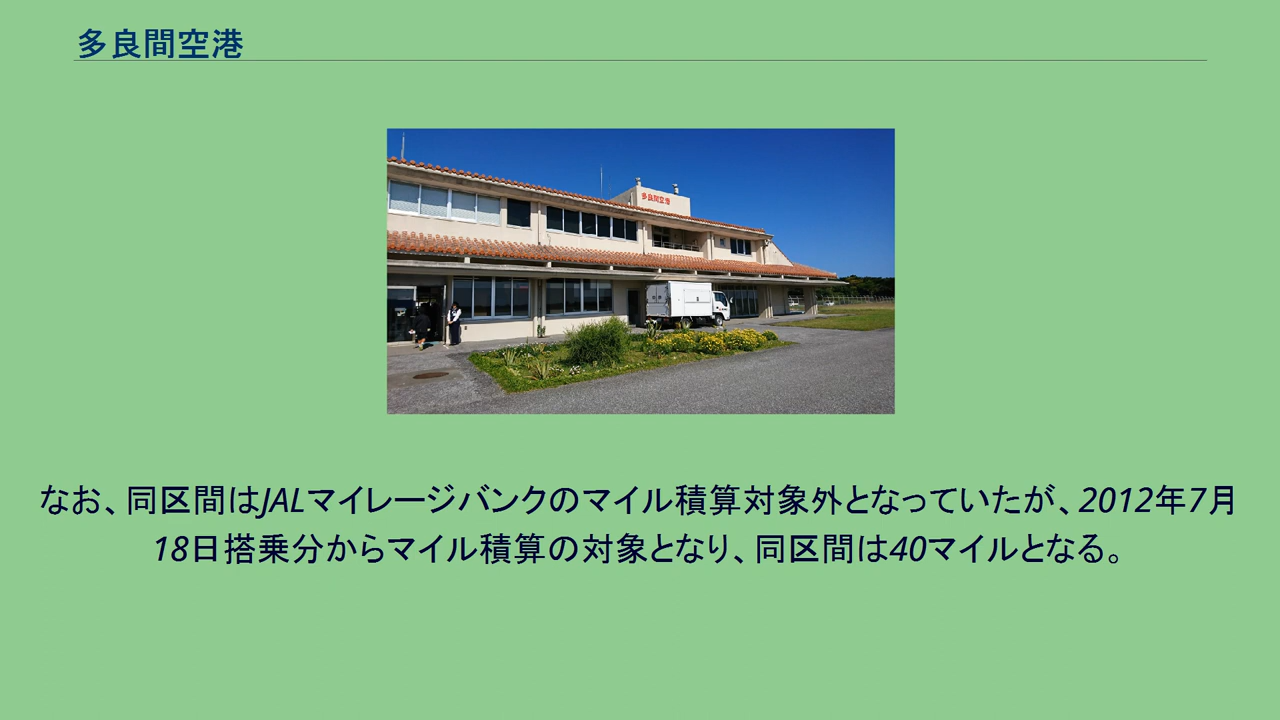 多良間空港
多良間空港
なお、同区間はJALマイレージバンクのマイル積算対象外となっていたが、2012年7月
18日搭乗分からマイル積算の対象となり、同区間は40マイルとなる。